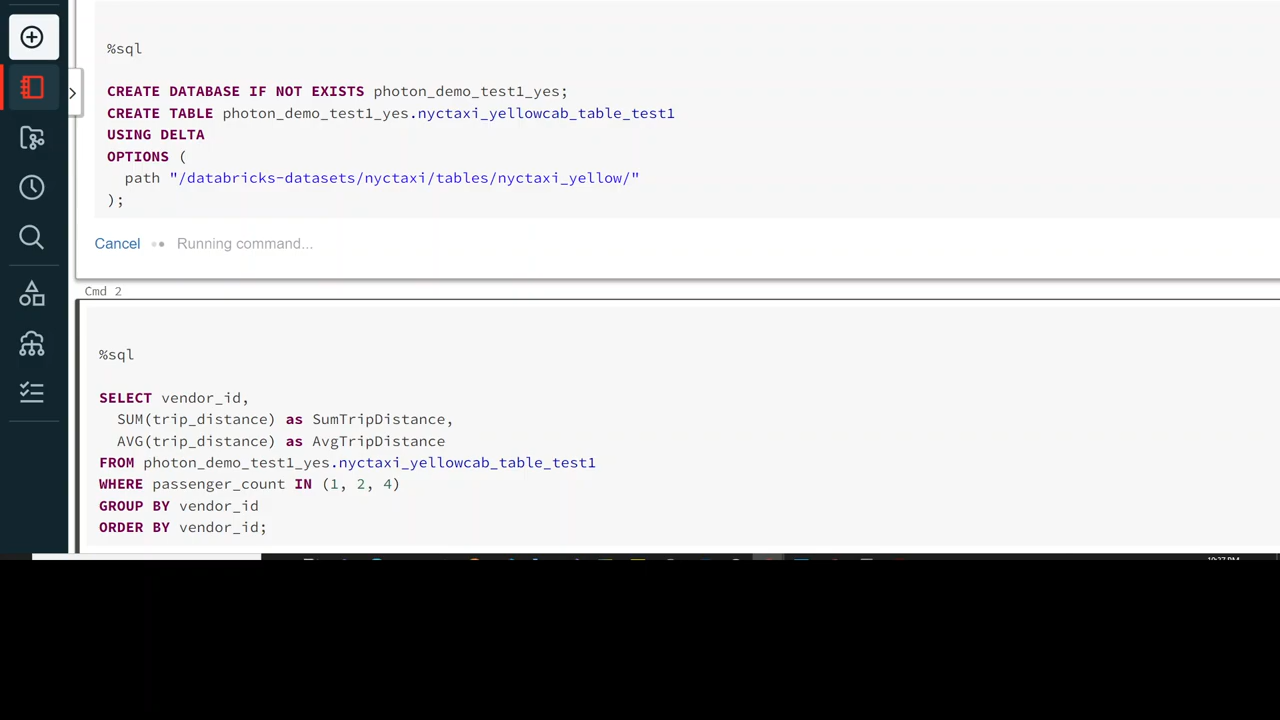 %sql
CREATE DATABASE IF NOT EXISTS photon_demo_test1_yes;
CREATE TABLE photon_demo_test1_yes.nyctaxi_yellowcab_table_test1
USING DELTA
OPTIONS (
path "/databricks-datasets/nyctaxi/tables/nyctaxi_yellow/"
);
Cancel Running command...
Cmd 2
%sql
SELECT vendor_id,
SUM(trip_distance) as SumTripDistance,
AVG(trip_distance) as AvgTripDistance
FROM photon_demo_test1_yes.nyctaxi_yellowcab_table_test1
WHERE passenger_count IN (1, 2, 4)
GROUP BY vendor_id
ORDER BY vendor_id;